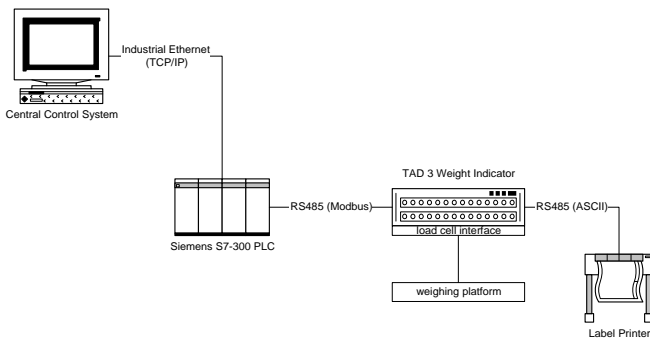 Industrial Ethernet
(TCP/IP)
Central Control System
TAD 3 Weight Indicator
RS485 (Modbus)
RS485 (ASCII)
load cell interface
Siemens S7-300 PLC
weighing platform
Label Printer